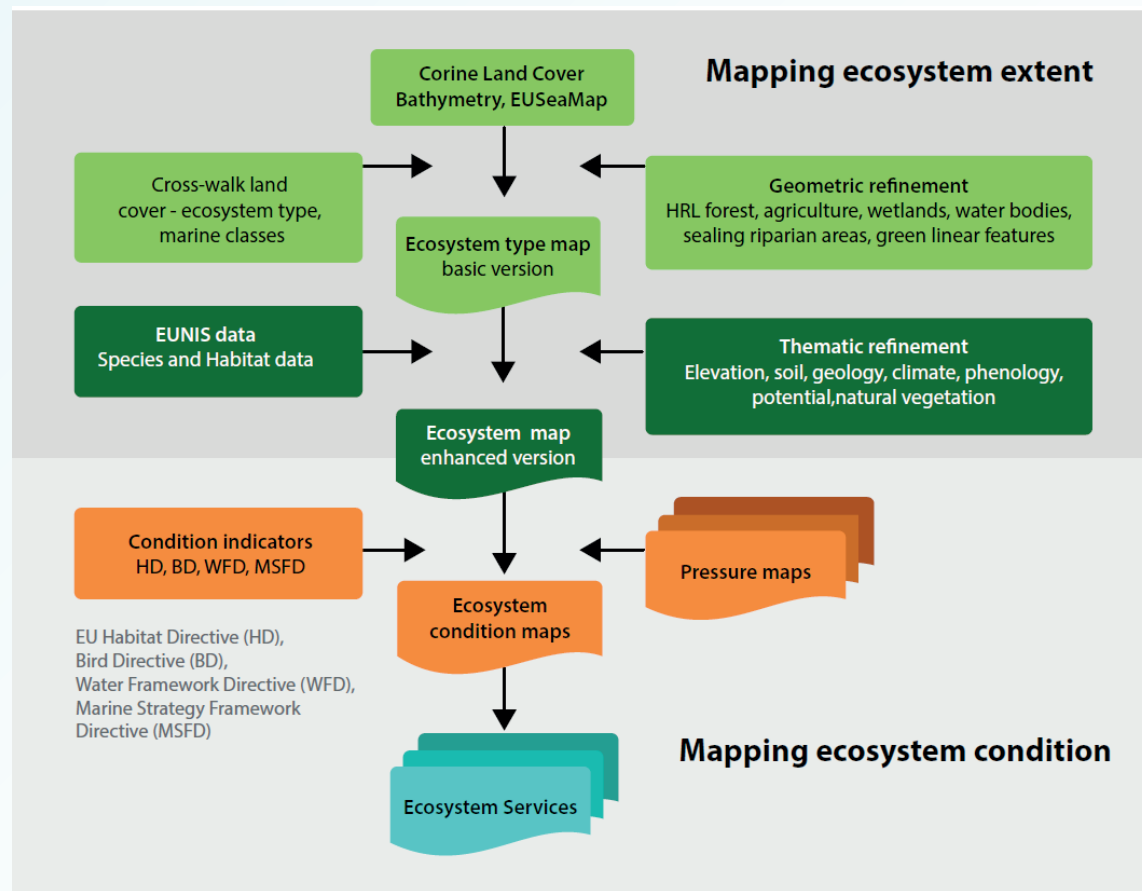 Mapping ecosystem extent
Corine Land Cover
Bathymetry, EUSeaMap
Cross-walk land
cover - ecosystem type,
marine classes
Geometric refinement
HRL forest, agriculture, wetlands, water bodies,
sealing riparian areas, green linear features
Ecosystem type map
basic version
EUNIS data
Species and Habitat data
Thematic refinement
Elevation, soil, geology, climate, phenology,
potential,natural vegetation
Ecosystem map
enhanced version
Condition indicators
HD, BD, WFD, MSFD
Pressure maps
Ecosystem
condition maps
EU Habitat Directive (HD),
Bird Directive (BD),
Water Framework Directive (WFD),
Marine Strategy Framework
Directive (MSFD)
Mapping ecosystem condition
Ecosystem Services